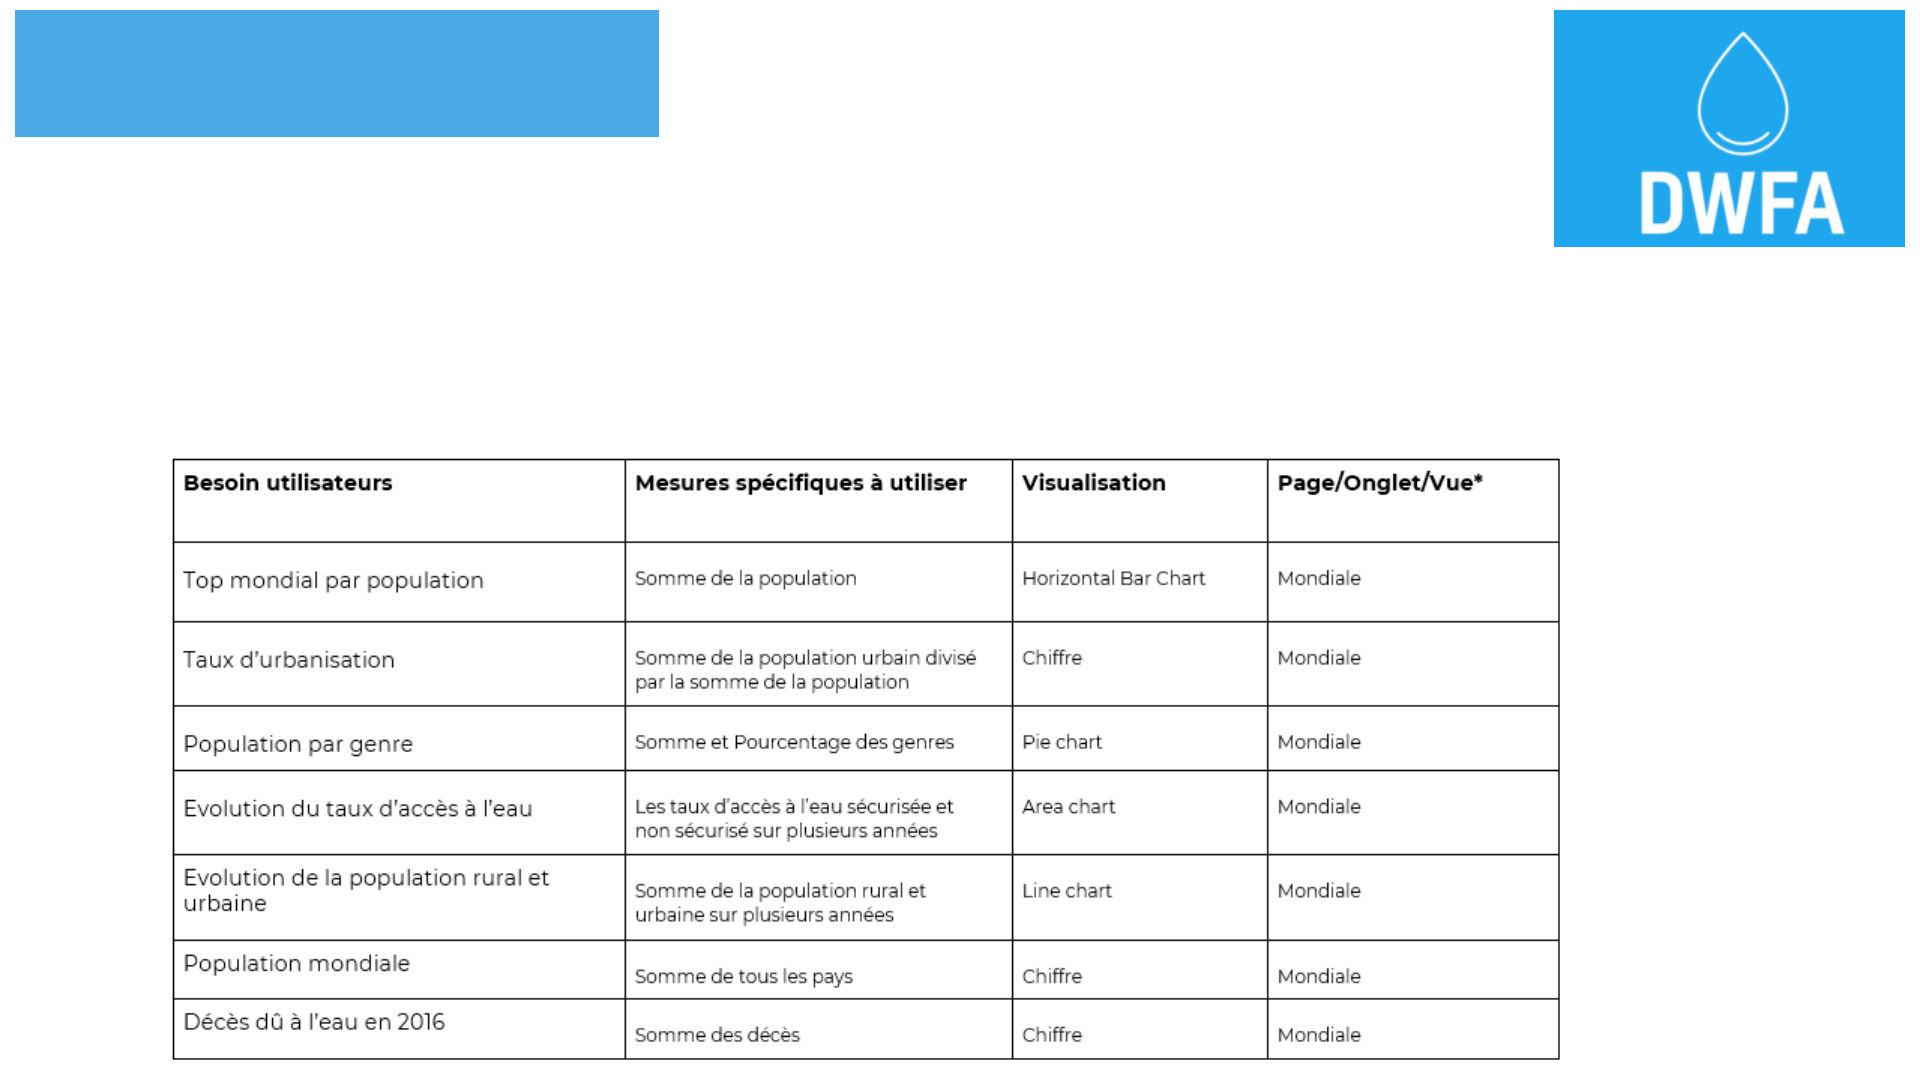 DWFA
Besoin utilisateurs
Mesures spécifiques à utiliser
Visualisation
Page/Onglet/Vue*
Top mondial par population
Somme de la population
Horizontal Bar Chart
Mondiale
Taux d’urbanisation
Somme de la population urbain divisé
par la somme de la population
Chiffre
Mondiale
Population par genre
Somme et Pourcentage des genres
Pie chart
Mondiale
Evolution du taux d’accès à l’eau
Les taux d’accès à l’eau sécurisée et
non sécurisé sur plusieurs années
Area chart
Mondiale
Evolution de la population rural et
urbaine
Somme de la population rural et
urbaine sur plusieurs années
Line chart
Mondiale
Population mondiale
Somme de tous les pays
Chiffre
Mondiale
Décès dû à l’eau en 2016
Somme des décès
Chiffre
Mondiale